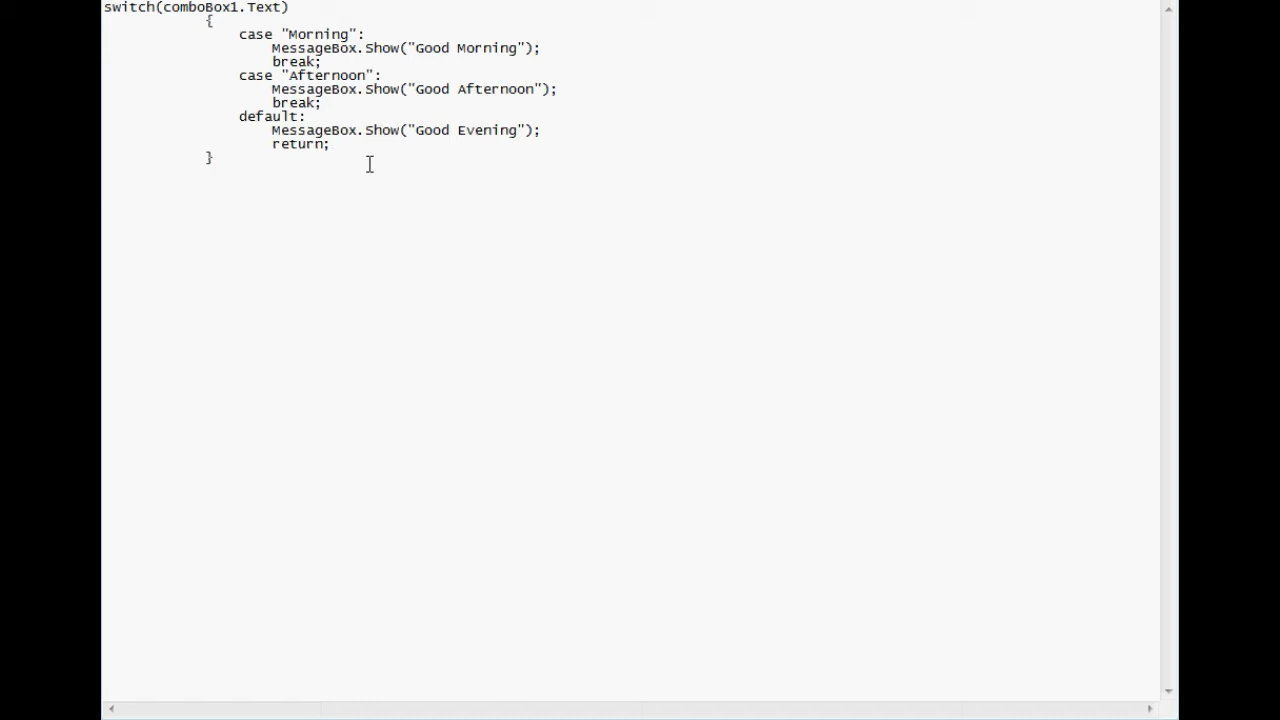 switch(comboBox1.Text)
{
case "Morning":
MessageBox.Show("Good Morning");
break;
case "Afternoon":
MessageBox.Show("Good Afternoon");
break;
default:
MessageBox.Show("Good Evening");
return;
}